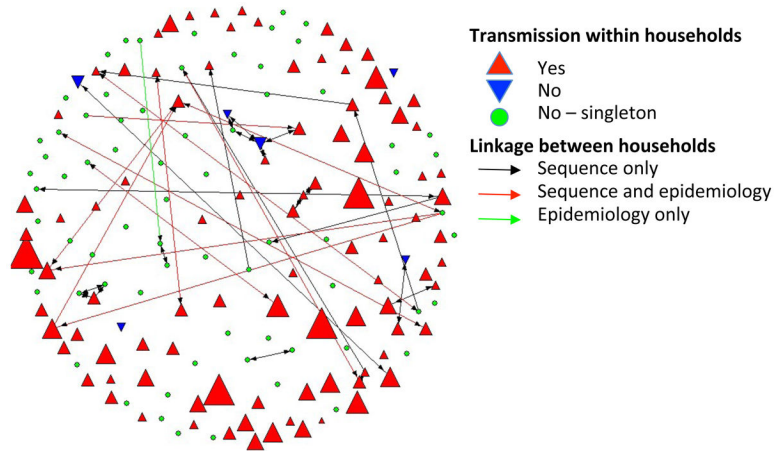 Transmission within households
Yes
No
No – singleton
Linkage between households
Sequence only
Sequence and epidemiology
Epidemiology only